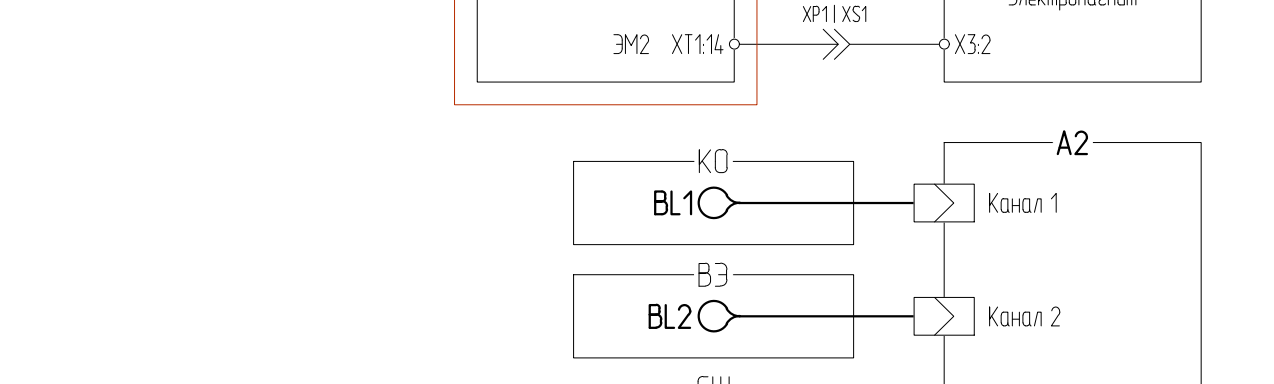 XP1 | XS1
ЭМ2 XT1:14 X3:2
A2
КО
BL1 Канал 1
ВЭ
BL2 Канал 2